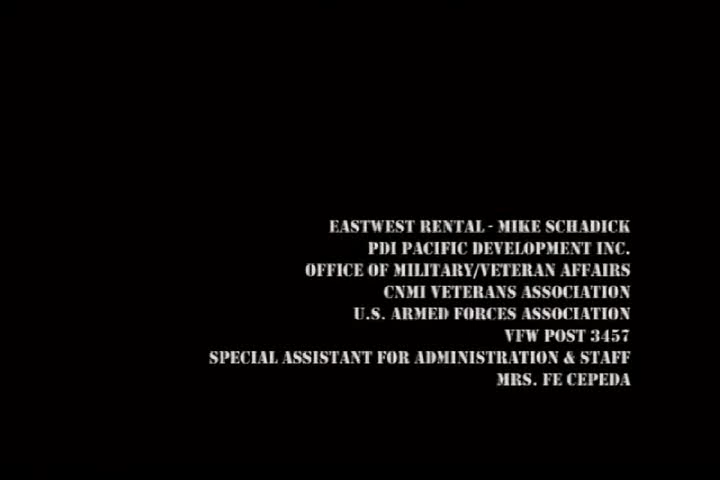 EASTWEST RENTAL - MIKE SCHADICK
PDI PACIFIC DEVELOPMENT INC.
OFFICE OF MILITARY/VETERAN AFFAIRS
CNMI VETERANS ASSOCIATION
U.S. ARMED FORCES ASSOCIATION
VFW POST 3457
SPECIAL ASSISTANT FOR ADMINISTRATION & STAFF
MRS. FE CEPEDA